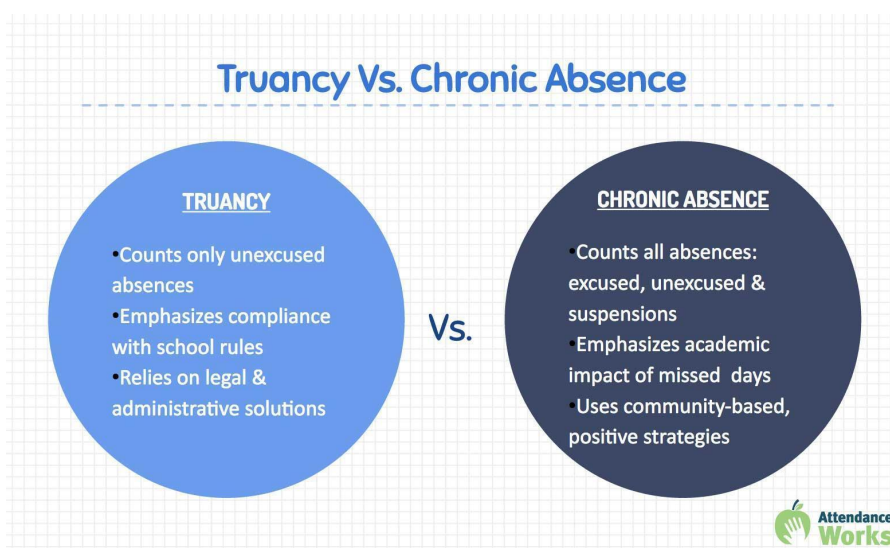 Truancy Vs. Chronic Absence
TRUANCY
•Counts only unexcused
absences
•Emphasizes compliance
with school rules
•Relies on legal &
administrative solutions
Vs.
CHRONIC ABSENCE
•Counts all absences:
excused, unexcused &
suspensions
•Emphasizes academic
impact of missed  days
•Uses community-based,
positive strategies
Attendance
Works